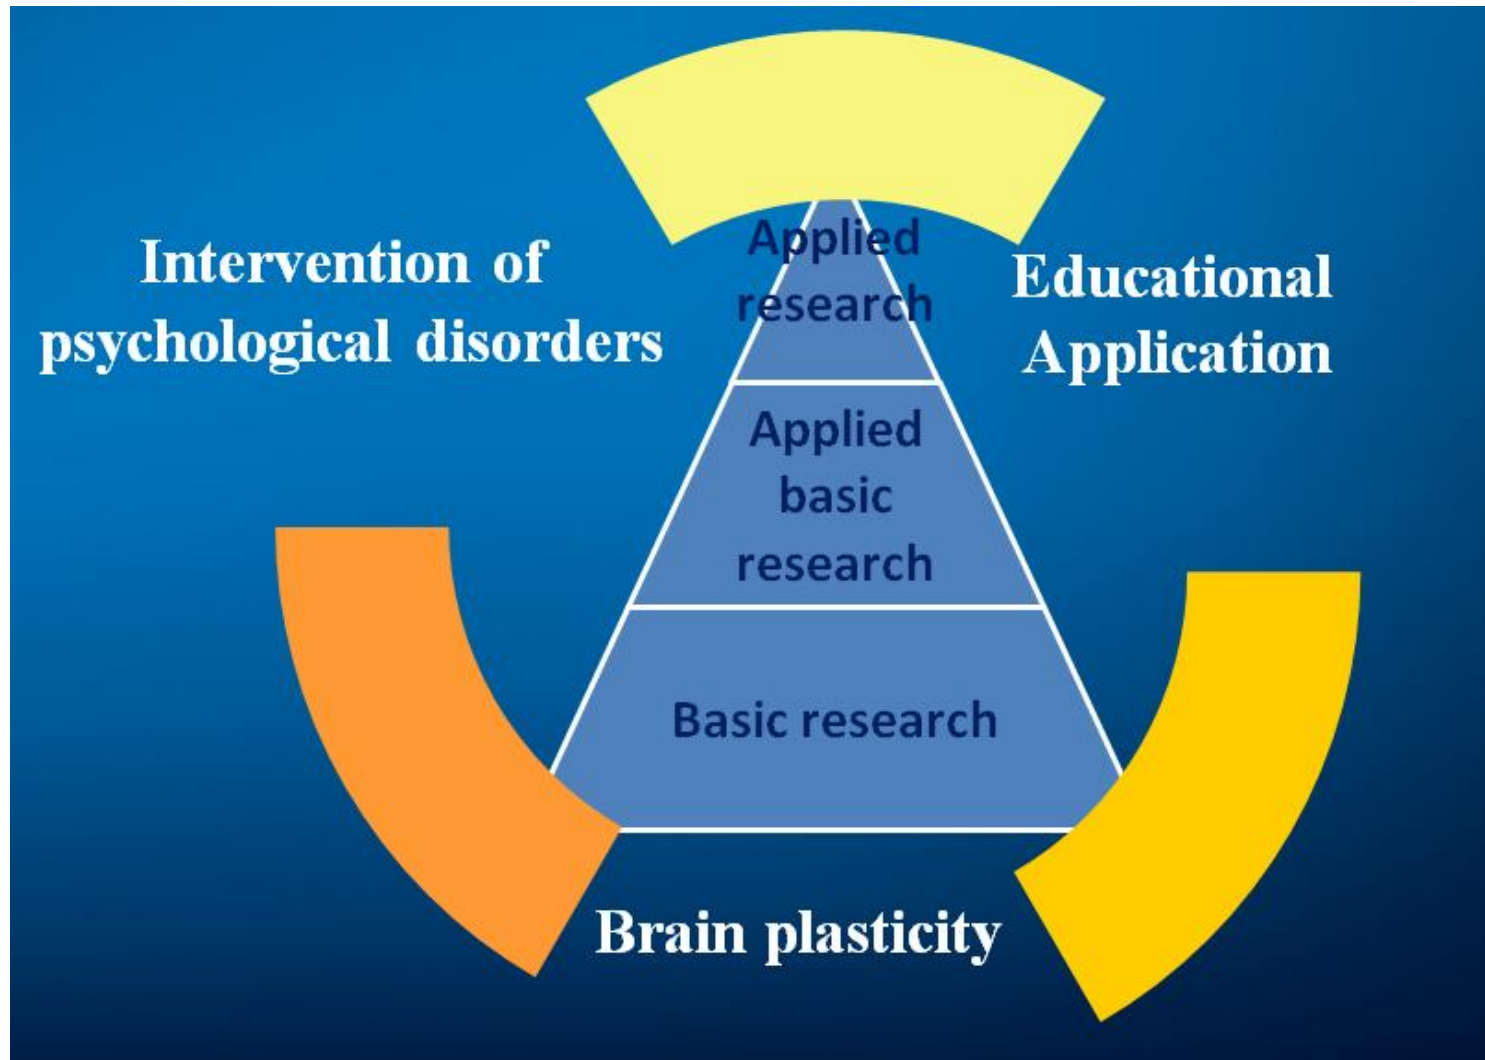 Applied
research
Intervention of
psychological disorders
Educational
Application
Applied
basic
research
Basic research
Brain plasticity